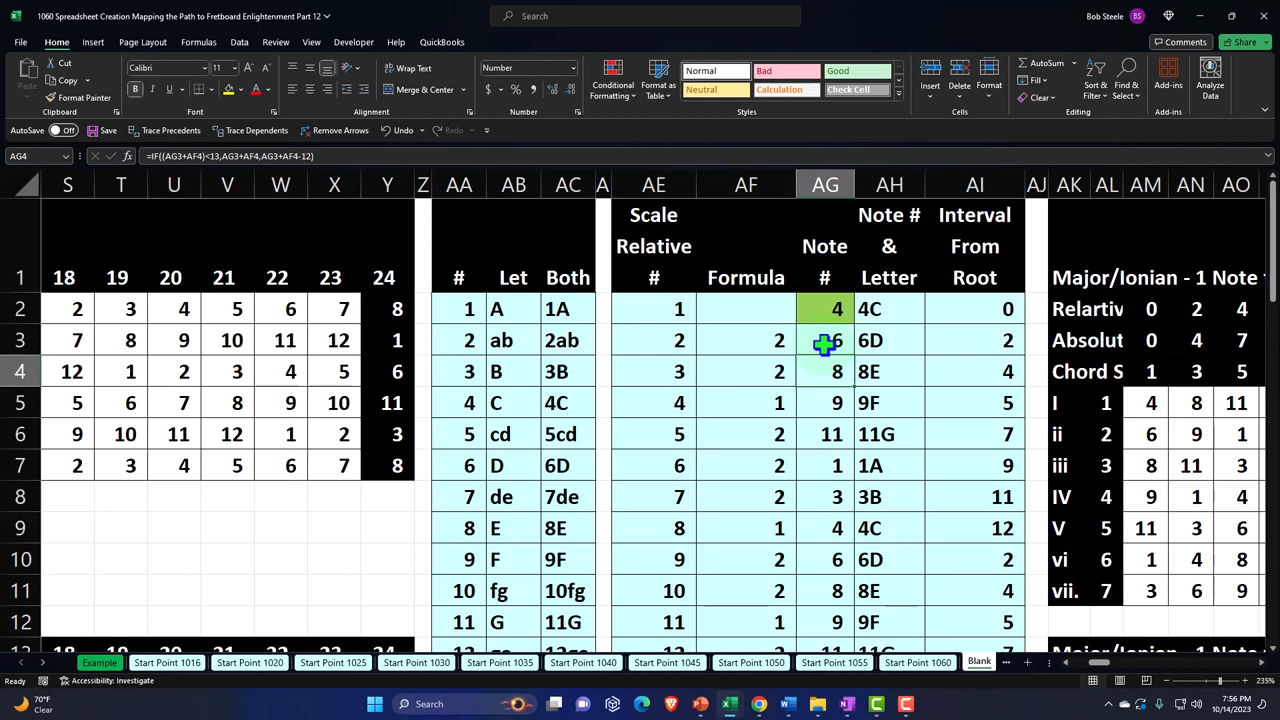 1060 Spreadsheet Creation Mapping the Path to Fretboard Enlightenment Part 12
Search
Bob Steele BS
File Home Insert Page Layout Formulas Data Review View Developer Help QuickBooks Comments Share
Paste Cut Copy Format Painter Clipboard
Calibri 11 B I U A Font
Wrap Text Merge & Center Alignment
Number $ % Number
Conditional Formatting Format as Table Normal Bad Good Neutral Calculation Check Cell Styles
Insert Delete Format Cells
AutoSum Fill Clear Sort & Filter Find & Select Editing
Add-ins Add-ins Analyze Data
AutoSave Off Save Trace Precedents Trace Dependents Remove Arrows Undo Redo
AG4 fx =IF((AG3+AF4)<13,AG3+AF4,AG3+AF4-12)
S T U V W X Y Z AA AB AC A AE AF AG AH AI AJ AK AL AM AN AO
Scale Note # Interval
Relative Note & From
1 18 19 20 21 22 23 24 # Let Both # Formula # Letter Root Major/Ionian - 1 Note
2 2 3 4 5 6 7 8 1 A 1A 1 4 4C 0 Relartiv 0 2 4
3 7 8 9 10 11 12 1 2 ab 2ab 2 2 6 6D 2 Absolut 0 4 7
4 12 1 2 3 4 5 6 3 B 3B 3 2 8 8E 4 Chord S 1 3 5
5 5 6 7 8 9 10 11 4 C 4C 4 1 9 9F 5 I 1 4 8 11
6 9 10 11 12 1 2 3 5 cd 5cd 5 2 11 11G 7 ii 2 6 9 1
7 2 3 4 5 6 7 8 6 D 6D 6 2 1 1A 9 iii 3 8 11 3
8 7 de 7de 7 2 3 3B 11 IV 4 9 1 4
9 8 E 8E 8 1 4 4C 12 V 5 11 3 6
10 9 F 9F 9 2 6 6D 2 vi 6 1 4 8
11 10 fg 10fg 10 2 8 8E 4 vii. 7 3 6 9
12 11 G 11G 11 1 9 9F 5
Example Start Point 1016 Start Point 1020 Start Point 1025 Start Point 1030 Start Point 1035 Start Point 1040 Start Point 1045 Start Point 1050 Start Point 1055 Start Point 1060 Blank
Ready Accessibility: Investigate 235%
70°F Clear Search 7:56 PM 10/14/2023